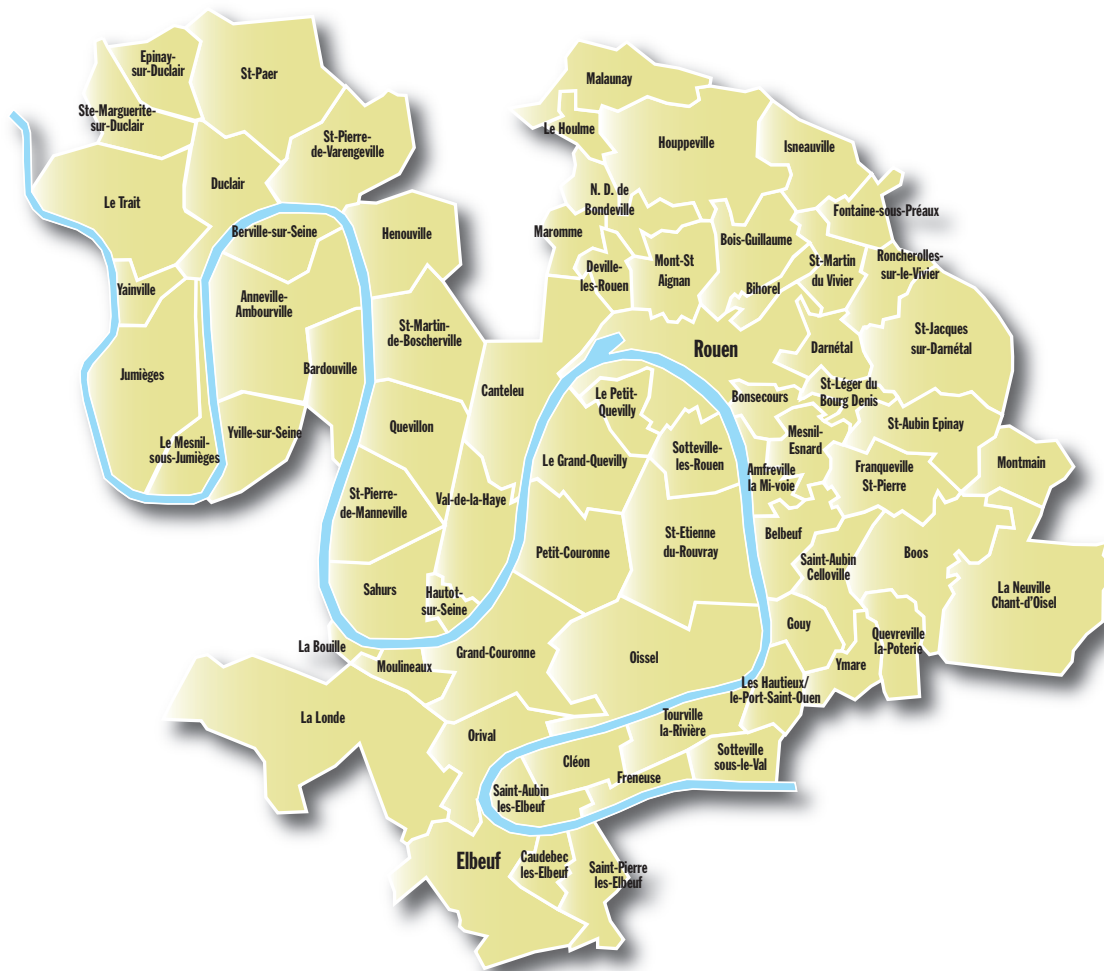 Epinay-
sur-Duclair
St-Paer
Ste-Marguerite-
sur-Duclair
St-Pierre-
de-Varengeville
Duclair
Le Trait
Berville-sur-Seine
Henouville
Yainville
Anneville-
Ambourville
St-Martin-
de-Boscherville
Bardouville
Jumièges
Canteleu
Quevillon
Yville-sur-Seine
Le Mesnil-
sous-Jumièges
St-Pierre-
de-Manneville
Val-de-la-Haye
Sahurs
Hautot-
sur-Seine
Malaunay
Le Houlme
Houppeville
Isneauville
N. D. de
Bondeville
Fontaine-sous-Préaux
Maromme
Bois-Guillaume
Deville-
les-Rouen
Mont-St
Aignan
St-Martin
du Vivier
Roncherolles-
sur-le-Vivier
Bihorel
St-Jacques
sur-Darnétal
Rouen
Darnétal
Le Petit-
Quevilly
Bonsecours
St-Léger du
Bourg Denis
St-Aubin Epinay
Mesnil-
Esnard
Sotteville-
les-Rouen
Le Grand-Quevilly
Amfreville
la Mi-voie
Franqueville
St-Pierre
Montmain
Petit-Couronne
St-Etienne
du-Rouvray
Belbeuf
Saint-Aubin
Celloville
Boos
La Neuville
Chant-d'Oisel
Gouy
Quevreville
la-Poterie
Ymare
La Bouille
Moulineaux
Grand-Couronne
Oissel
Les Hautieux/
le-Port-Saint-Ouen
La Londe
Orival
Tourville
la-Rivière
Cléon
Sotteville
sous-le-Val
Freneuse
Saint-Aubin
les-Elbeuf
Elbeuf
Caudebec
les-Elbeuf
Saint-Pierre
les-Elbeuf